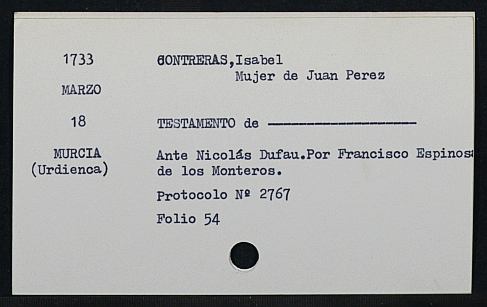 1733 CONTRERAS, Isabel
Mujer de Juan Perez
MARZO
18 TESTAMENTO de ————————————
MURCIA Ante Nicolás Dufau. Por Francisco Espinosa
(Urdienca) de los Monteros.
Protocolo Nº 2767
Folio 54